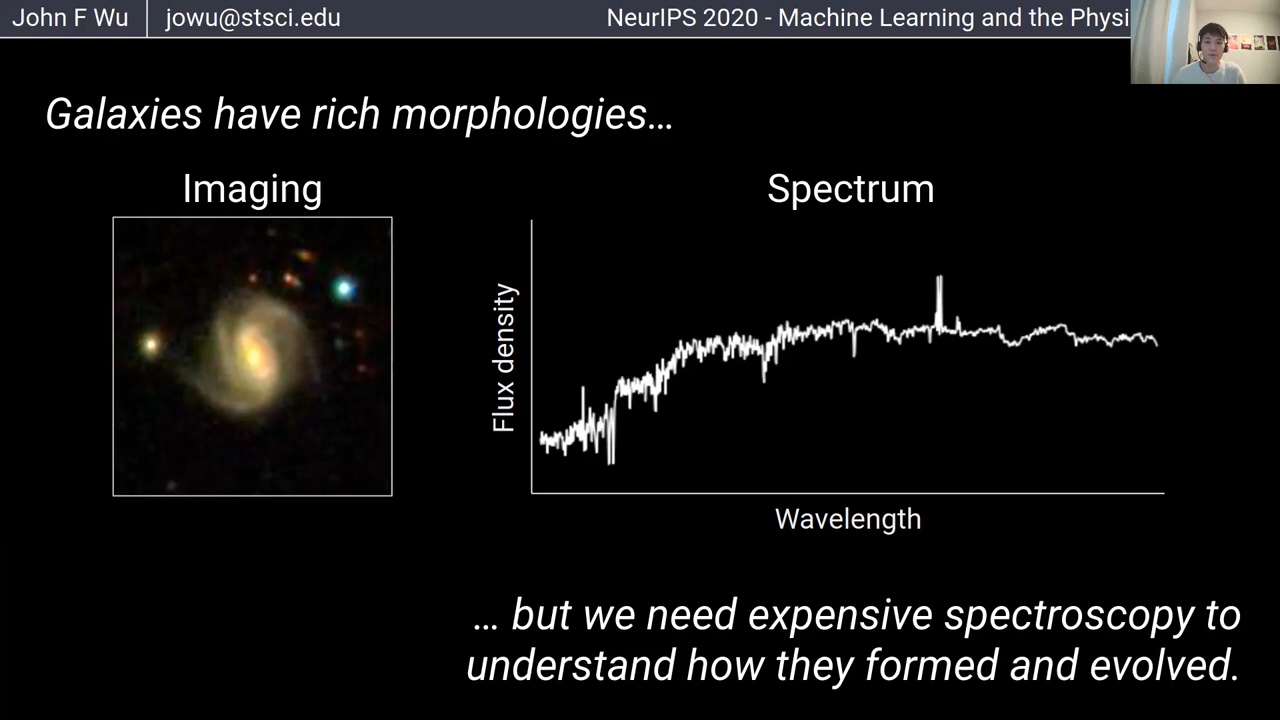 John F Wu jowu@stsci.edu NeurIPS 2020 - Machine Learning and the Physi
Galaxies have rich morphologies…
Imaging Spectrum
Flux density
Wavelength
… but we need expensive spectroscopy to
understand how they formed and evolved.